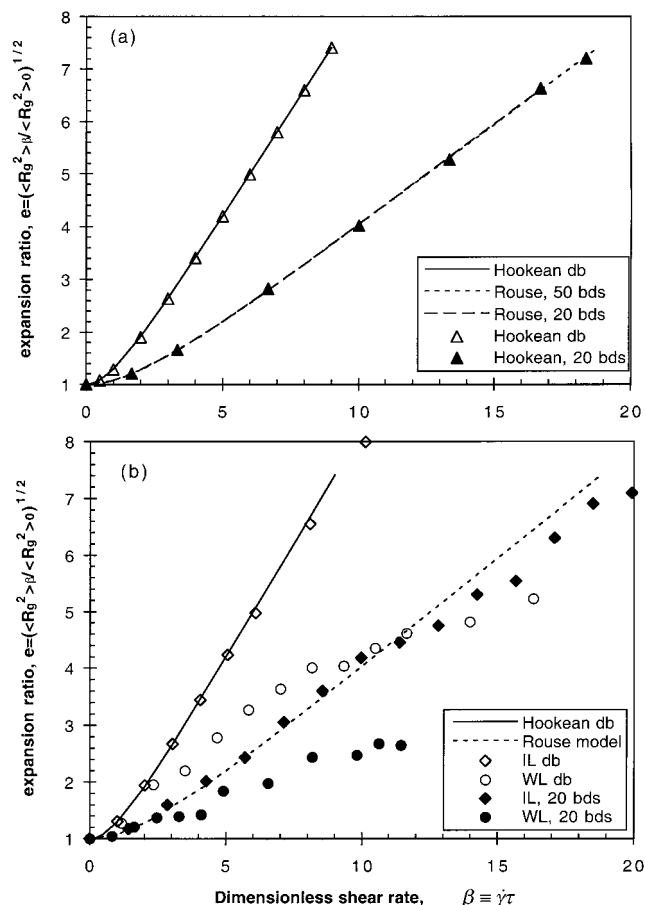 (a)
8
7
6
5
4
3
2
1
expansion ratio, e=(<Rg²>β/<Rg²>0)^1/2
Hookean db
Rouse, 50 bds
Rouse, 20 bds
Hookean db
Hookean, 20 bds
0 5 10 15 20
(b)
8
7
6
5
4
3
2
1
expansion ratio, e=(<Rg²>β/<Rg²>0)^1/2
Hookean db
Rouse model
IL db
WL db
IL, 20 bds
WL, 20 bds
0 5 10 15 20
Dimensionless shear rate, β ≡ γ̇τ